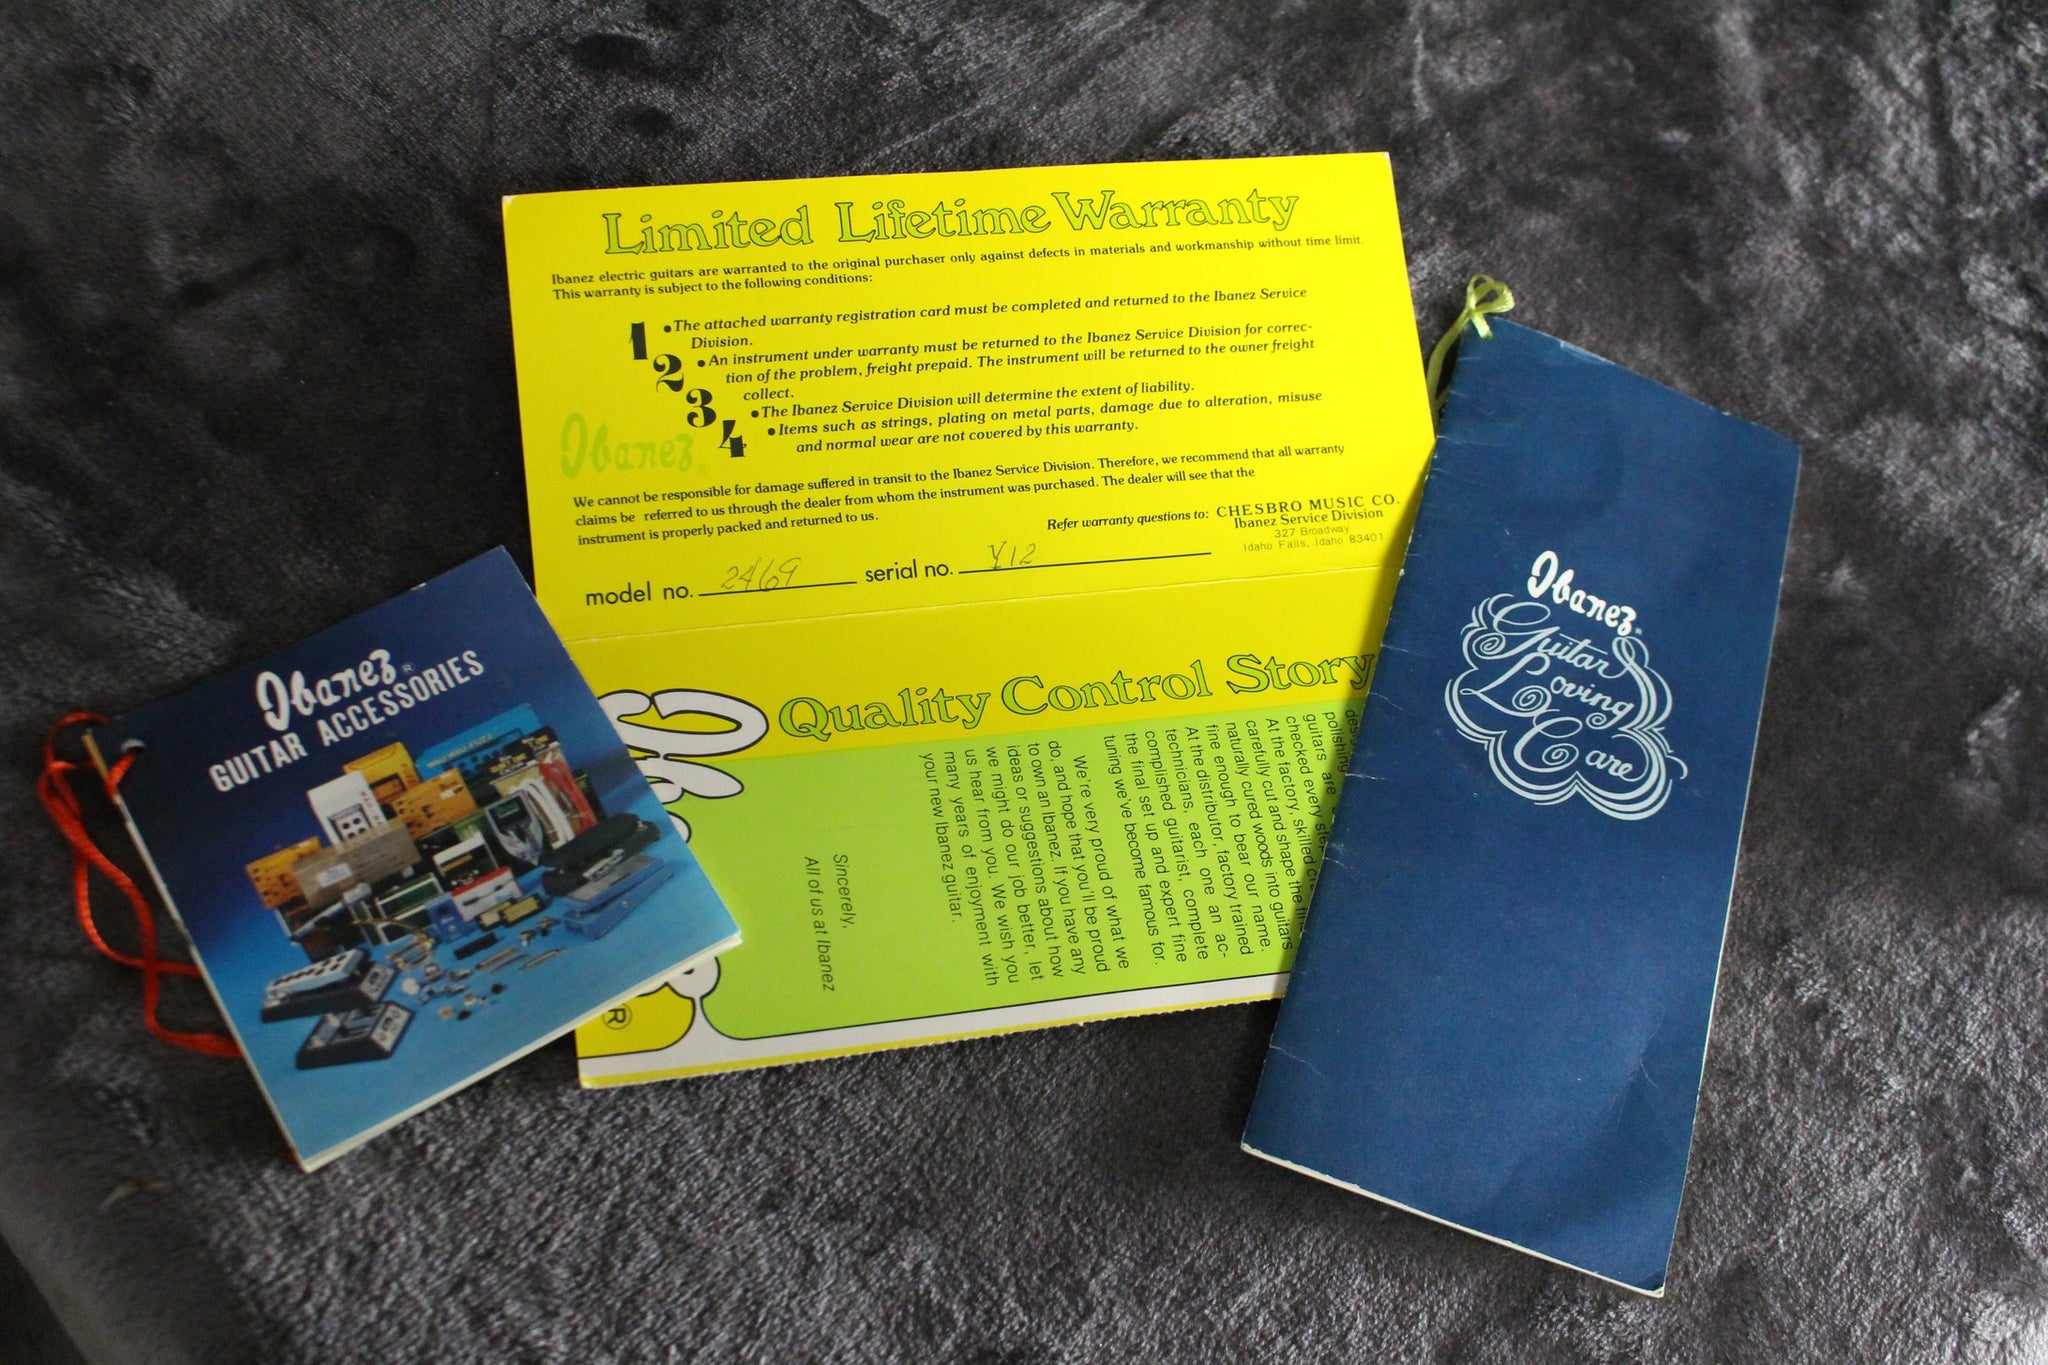 Limited Lifetime Warranty
Ibanez electric guitars are warranted to the original purchaser only against defects in materials and workmanship without time limit.
This warranty is subject to the following conditions:
1 • The attached warranty registration card must be completed and returned to the Ibanez Service
Division.
2 • An instrument under warranty must be returned to the Ibanez Service Division for correc-
tion of the problem, freight prepaid. The instrument will be returned to the owner freight
collect.
3 • The Ibanez Service Division will determine the extent of liability.
4 • Items such as strings, plating on metal parts, damage due to alteration, misuse
and normal wear are not covered by this warranty.
Ibanez®
We cannot be responsible for damage suffered in transit to the Ibanez Service Division. Therefore, we recommend that all warranty
claims be referred to us through the dealer from whom the instrument was purchased. The dealer will see that the
instrument is properly packed and returned to us.
Refer warranty questions to: CHESBRO MUSIC CO.
Ibanez Service Division
327 Broadway
Idaho Falls, Idaho 83401
model no. 2469 serial no. Y12
Quality Control Story
polishing
guitars are
checked every step
At the factory, skilled
carefully cut and shape the
naturally cured woods into guitars
fine enough to bear our name.
At the distributor, factory trained
technicians, each one an ac-
complished guitarist, complete
the final set up and expert fine
tuning we've become famous for.
We're very proud of what we
do, and hope that you'll be proud
to own an Ibanez. If you have any
ideas or suggestions about how
we might do our job better, let
us hear from you. We wish you
many years of enjoyment with
your new Ibanez guitar.
Sincerely,
All of us at Ibanez
®
Ibanez®
GUITAR ACCESSORIES
Ibanez®
Guitar
Loving
Care